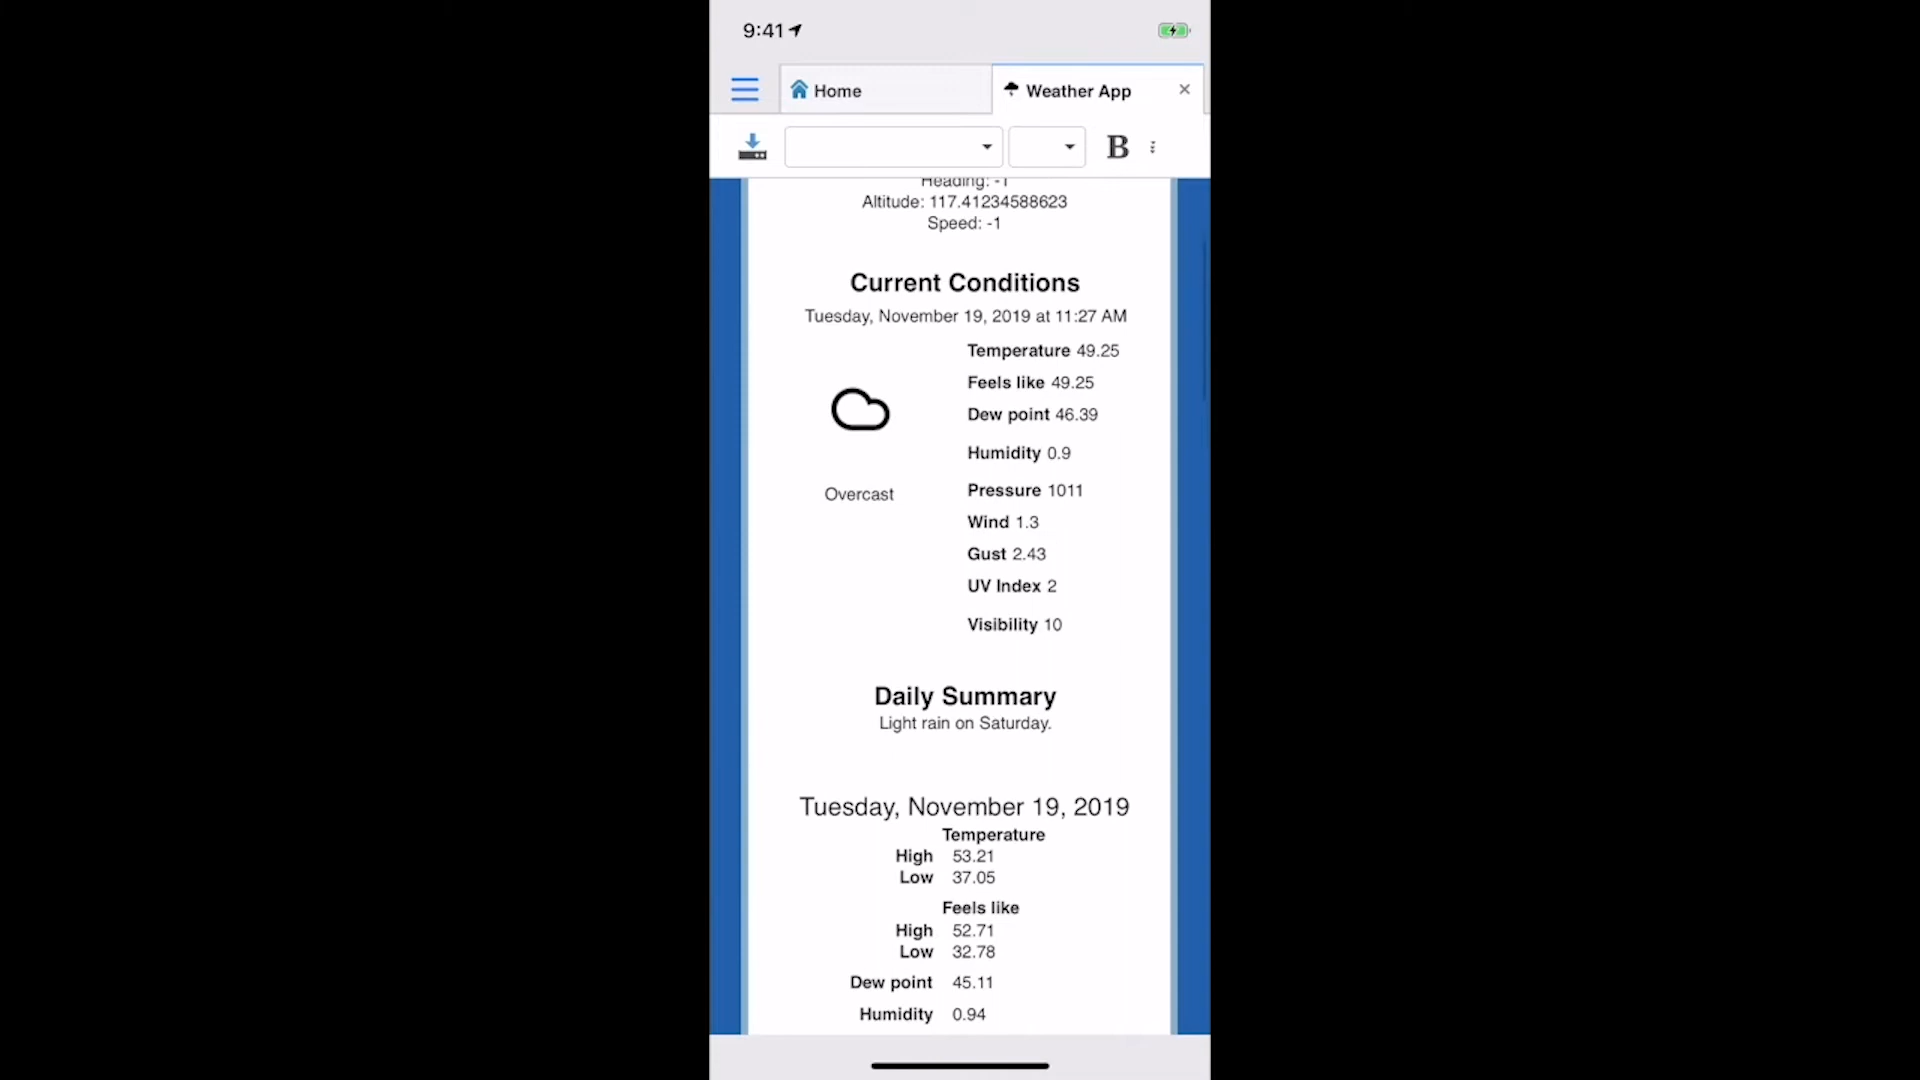 9:41
Home
Weather App
B
Heading: -1
Altitude: 117.41234588623
Speed: -1
Current Conditions
Tuesday, November 19, 2019 at 11:27 AM
Temperature 49.25
Feels like 49.25
Dew point 46.39
Humidity 0.9
Overcast
Pressure 1011
Wind 1.3
Gust 2.43
UV Index 2
Visibility 10
Daily Summary
Light rain on Saturday.
Tuesday, November 19, 2019
Temperature
High 53.21
Low 37.05
Feels like
High 52.71
Low 32.78
Dew point 45.11
Humidity 0.94